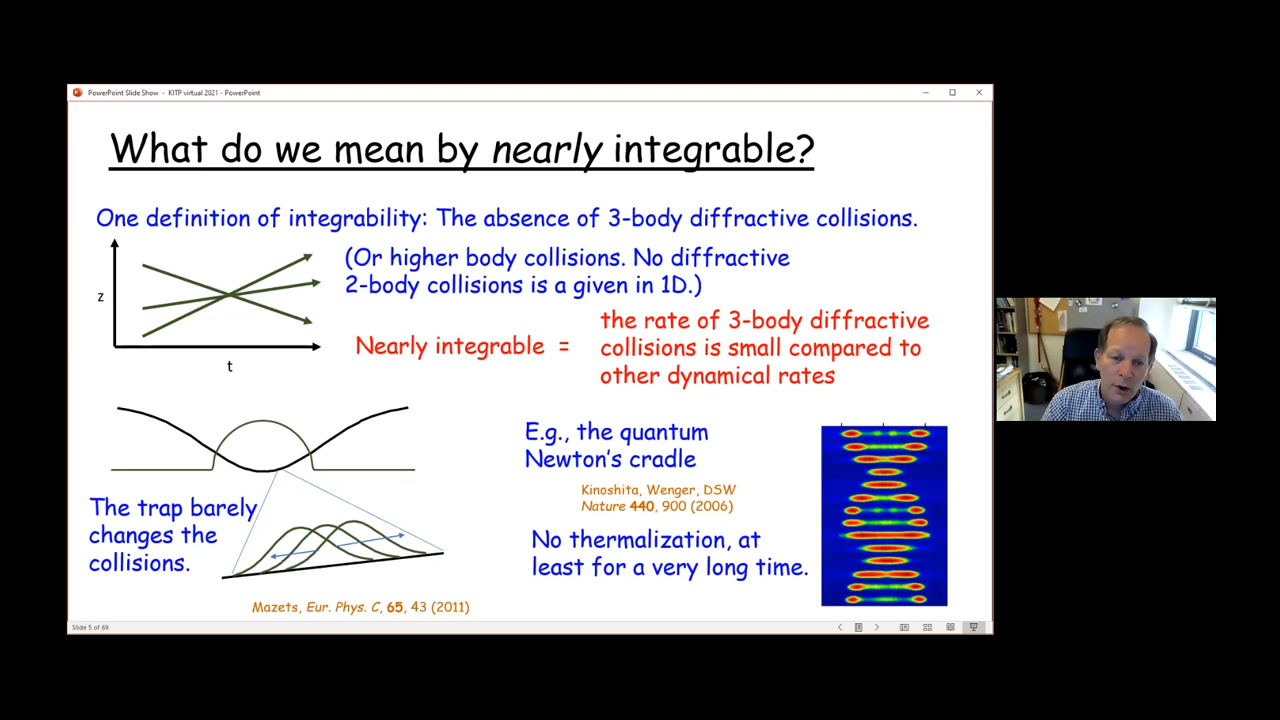 PowerPoint Slide Show - KITP virtual 2021 - PowerPoint
What do we mean by nearly integrable?
One definition of integrability: The absence of 3-body diffractive collisions.
(Or higher body collisions. No diffractive
2-body collisions is a given in 1D.)
z
t
Nearly integrable =
the rate of 3-body diffractive
collisions is small compared to
other dynamical rates
E.g., the quantum
Newton's cradle
Kinoshita, Wenger, DSW
Nature 440, 900 (2006)
The trap barely
changes the
collisions.
No thermalization, at
least for a very long time.
Mazets, Eur. Phys. C, 65, 43 (2011)
Slide 5 of 69